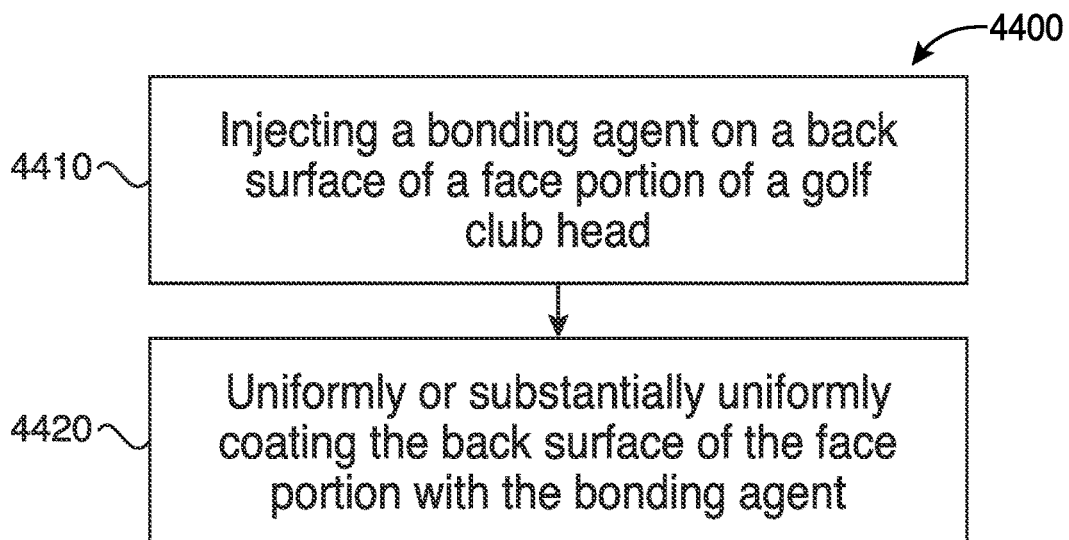 4400
4410
Injecting a bonding agent on a back
surface of a face portion of a golf
club head
4420
Uniformly or substantially uniformly
coating the back surface of the face
portion with the bonding agent